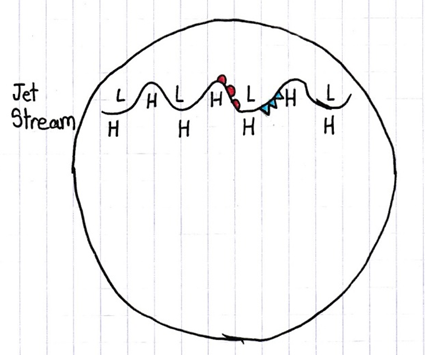 Jet
Stream
L H L H L H L
H H H H